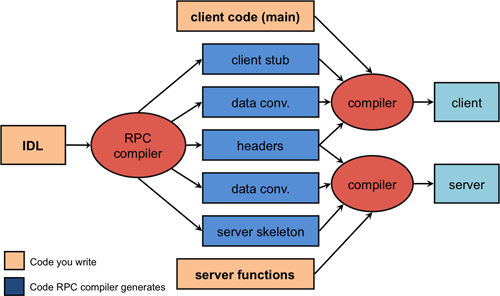 client code (main)
client stub
data conv.
compiler
client
IDL
RPC
compiler
headers
data conv.
compiler
server
server skeleton
server functions
Code you write
Code RPC compiler generates